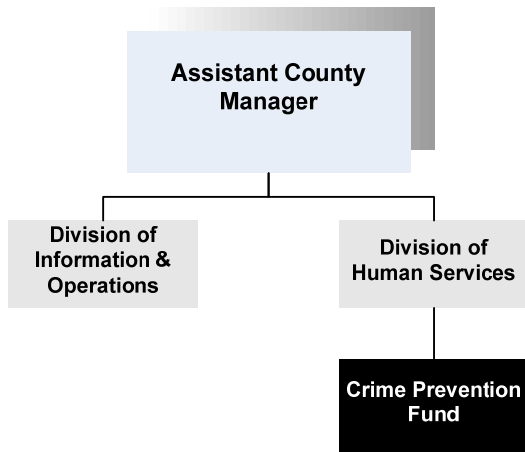 Assistant County
Manager
Division of
Information &
Operations
Division of
Human Services
Crime Prevention
Fund